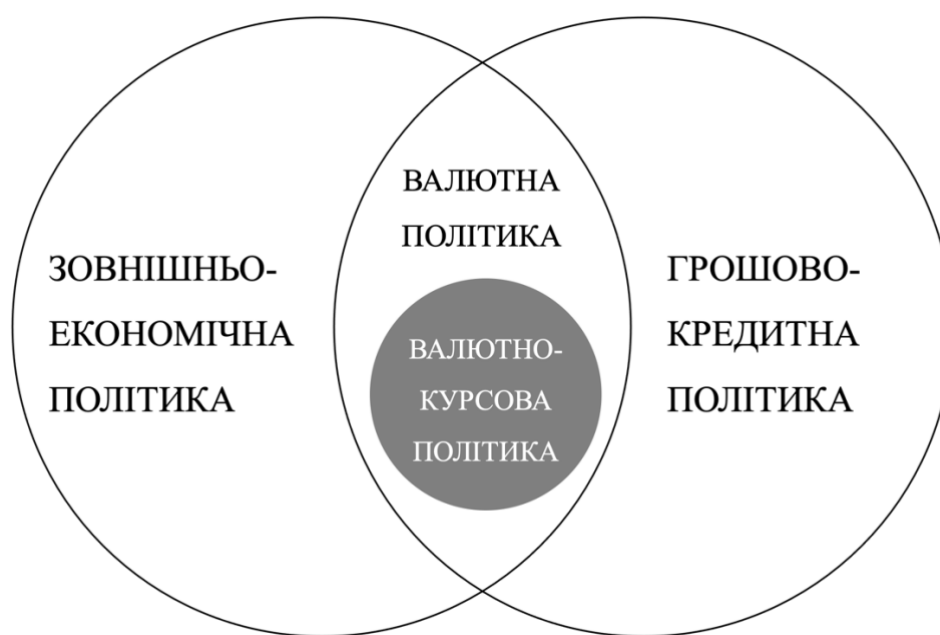 ВАЛЮТНА
ПОЛІТИКА
ЗОВНІШНЬО-
ЕКОНОМІЧНА
ПОЛІТИКА
ВАЛЮТНО-
КУРСОВА
ПОЛІТИКА
ГРОШОВО-
КРЕДИТНА
ПОЛІТИКА